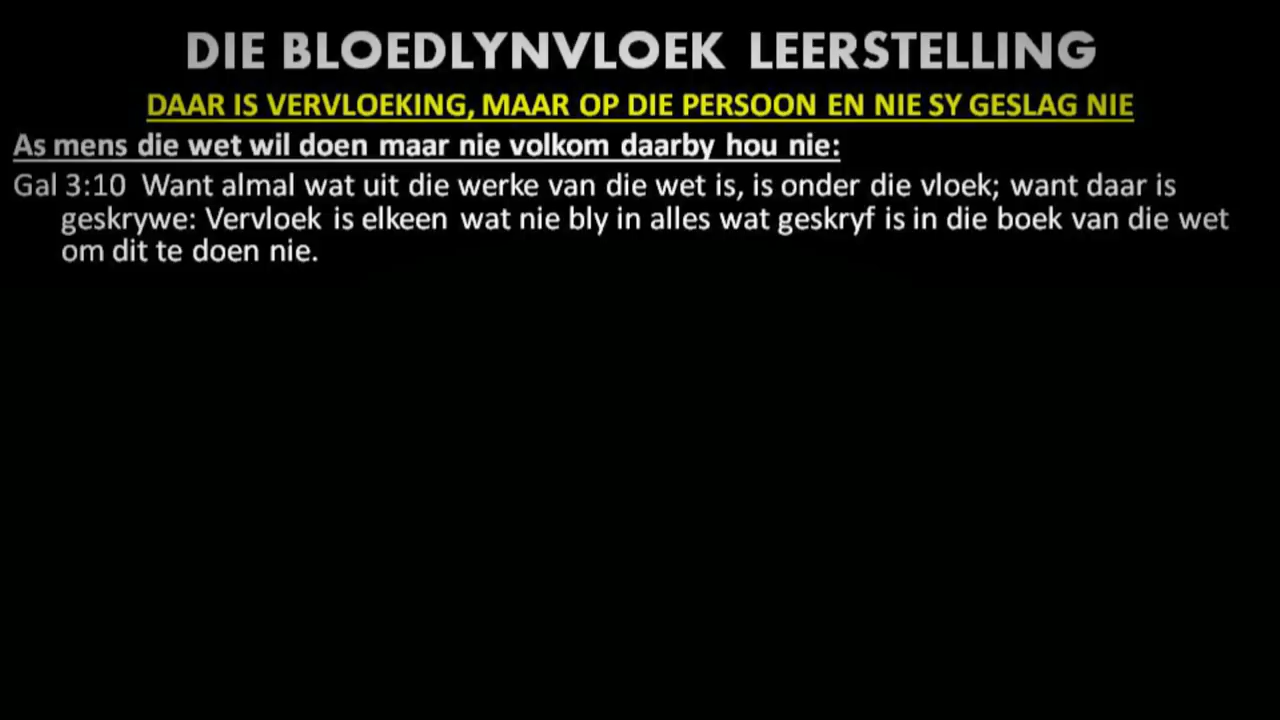 DIE BLOEDLYNVLOEK LEERSTELLING
DAAR IS VERVLOEKING, MAAR OP DIE PERSOON EN NIE SY GESLAG NIE
As mens die wet wil doen maar nie volkom daarby hou nie:
Gal 3:10 Want almal wat uit die werke van die wet is, is onder die vloek; want daar is
geskrywe: Vervloek is elkeen wat nie bly in alles wat geskryf is in die boek van die wet
om dit te doen nie.